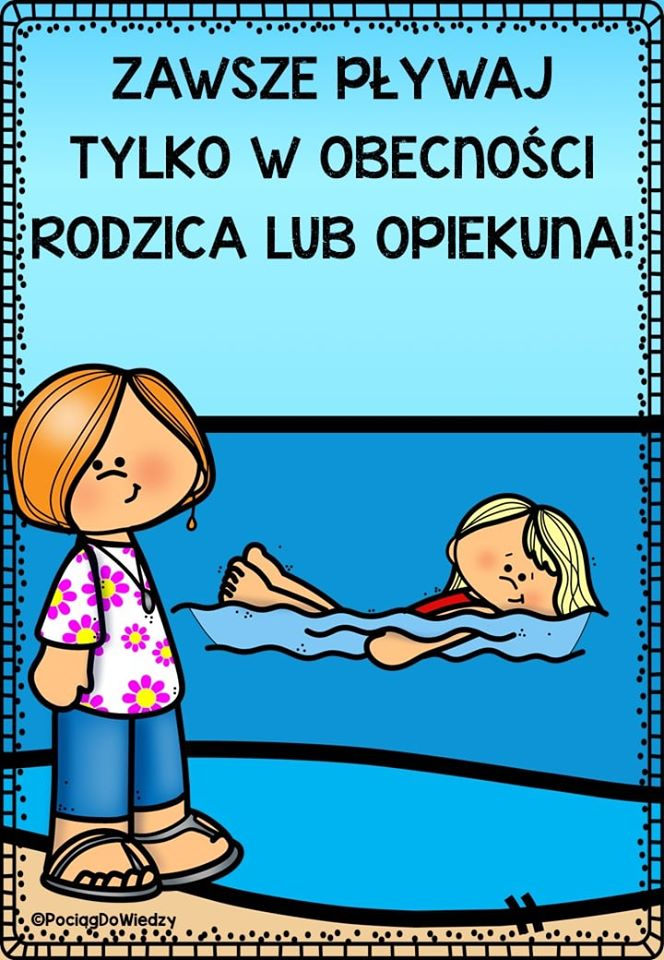 ZAWSZE PŁYWAJ
TYLKO W OBECNOŚCI
RODZICA LUB OPIEKUNA!
©PociągDoWiedzy